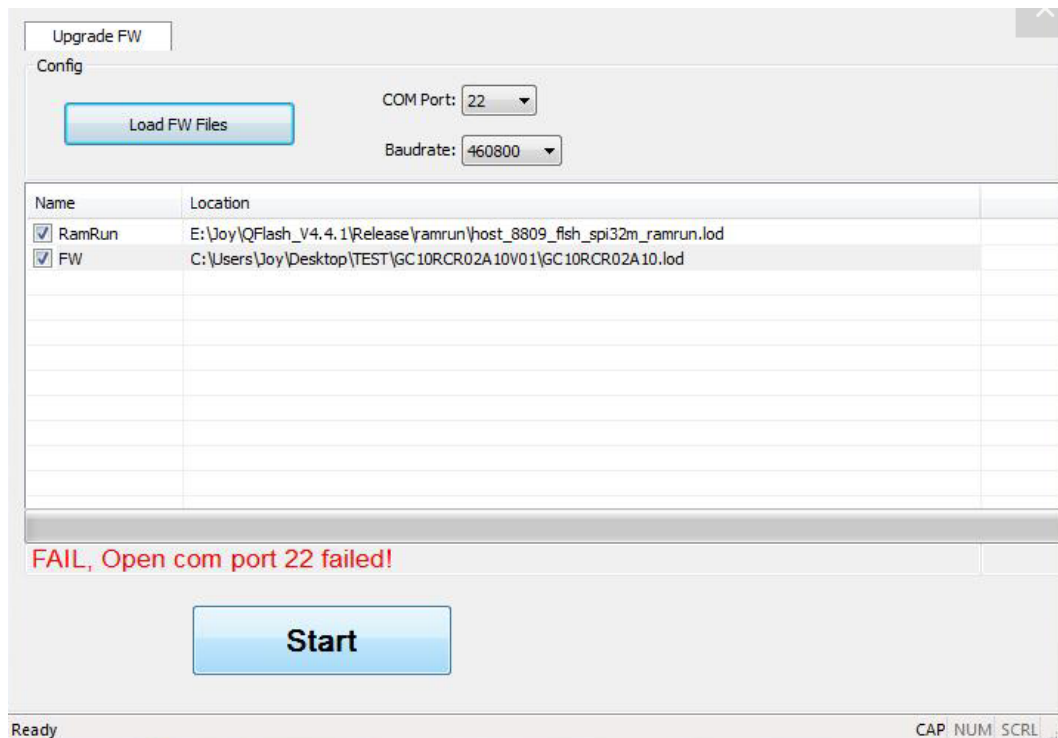 Upgrade FW
Config
Load FW Files
COM Port: 22
Baudrate: 460800
Name Location
RamRun E:\Joy\QFlash_V4.4.1\Release\ramrun\host_8809_flsh_spi32m_ramrun.lod
FW C:\Users\Joy\Desktop\TEST\GC10RCR02A10V01\GC10RCR02A10.lod
FAIL, Open com port 22 failed!
Start
Ready CAP NUM SCRL